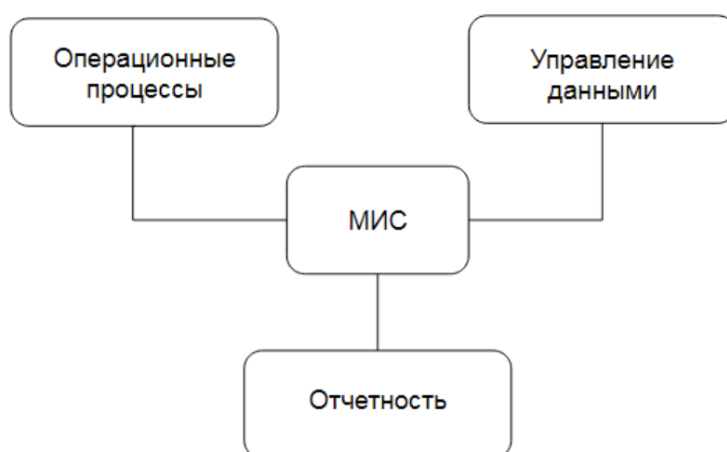 Операционные
процессы
Управление
данными
МИС
Отчетность